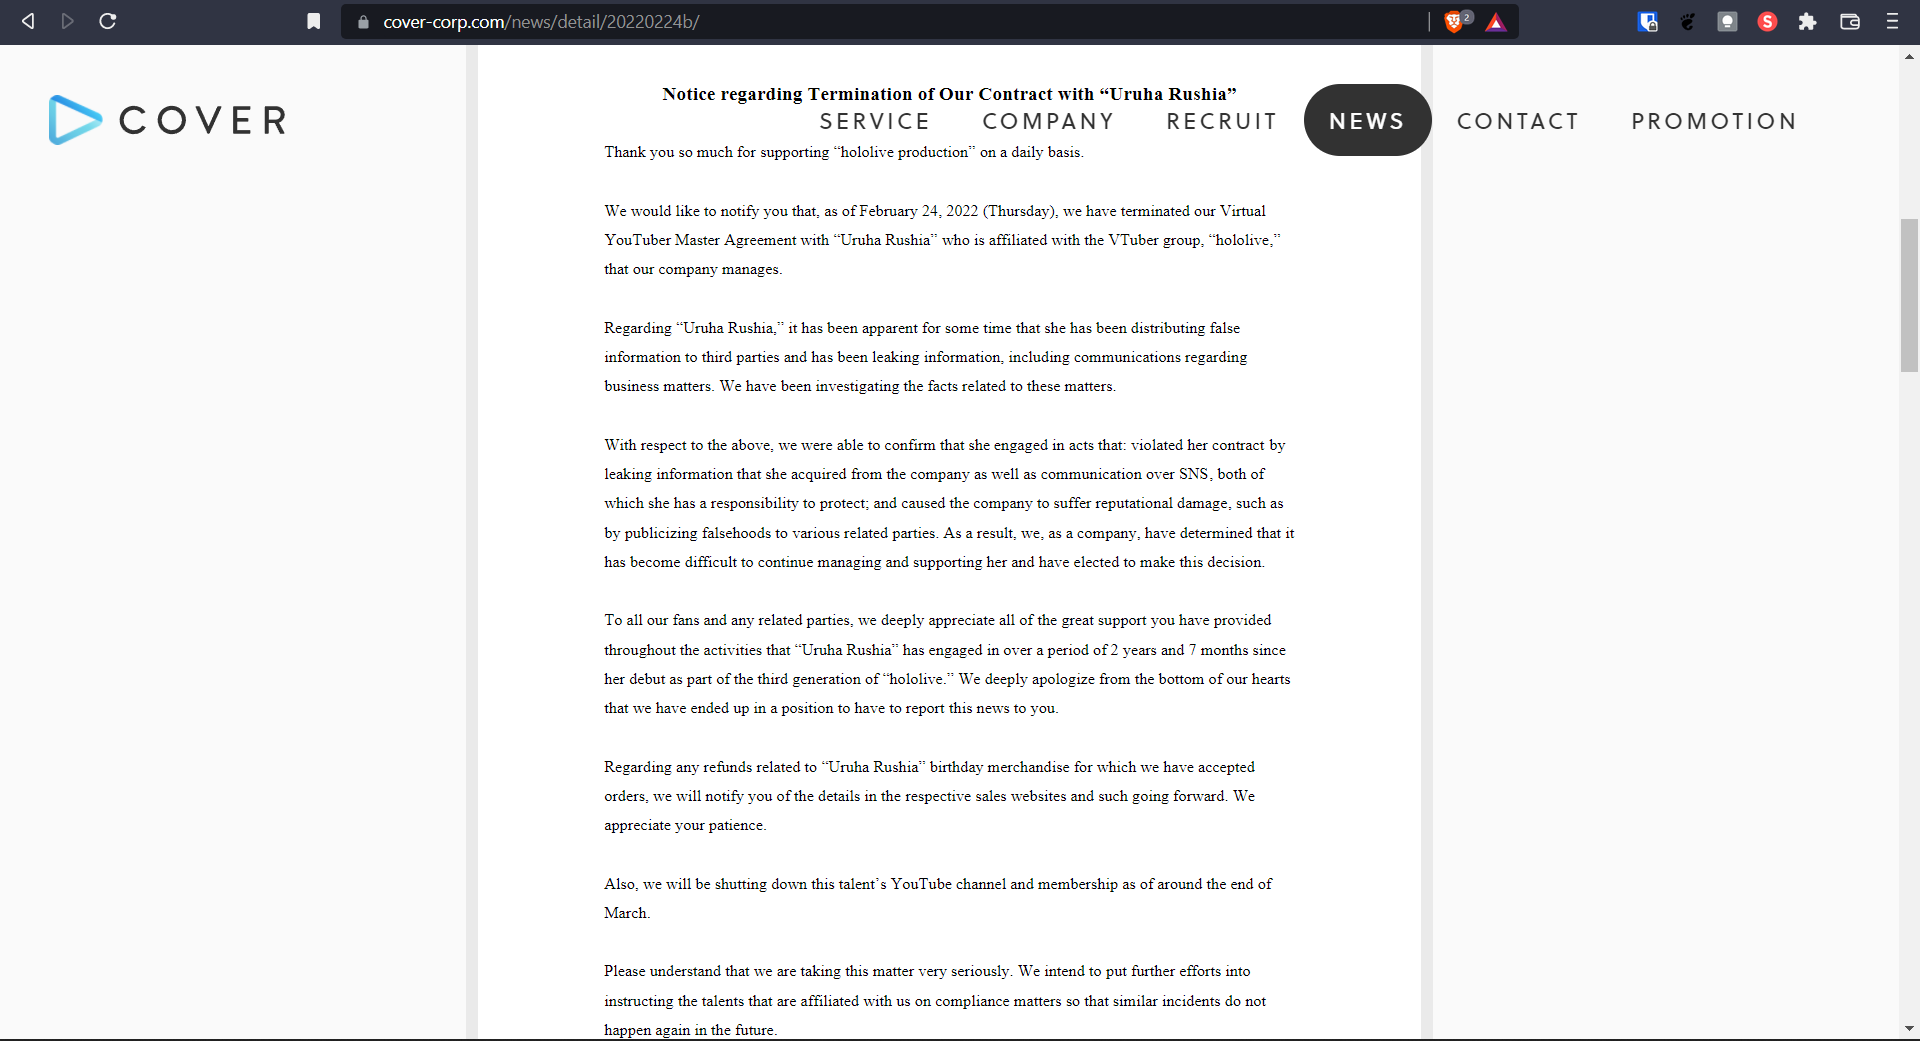 cover-corp.com/news/detail/20220224b/
2
S
COVER
SERVICE COMPANY RECRUIT NEWS CONTACT PROMOTION
Notice regarding Termination of Our Contract with “Uruha Rushia”
Thank you so much for supporting “hololive production” on a daily basis.
We would like to notify you that, as of February 24, 2022 (Thursday), we have terminated our Virtual
YouTuber Master Agreement with “Uruha Rushia” who is affiliated with the VTuber group, “hololive,”
that our company manages.
Regarding “Uruha Rushia,” it has been apparent for some time that she has been distributing false
information to third parties and has been leaking information, including communications regarding
business matters. We have been investigating the facts related to these matters.
With respect to the above, we were able to confirm that she engaged in acts that: violated her contract by
leaking information that she acquired from the company as well as communication over SNS, both of
which she has a responsibility to protect; and caused the company to suffer reputational damage, such as
by publicizing falsehoods to various related parties. As a result, we, as a company, have determined that it
has become difficult to continue managing and supporting her and have elected to make this decision.
To all our fans and any related parties, we deeply appreciate all of the great support you have provided
throughout the activities that “Uruha Rushia” has engaged in over a period of 2 years and 7 months since
her debut as part of the third generation of “hololive.” We deeply apologize from the bottom of our hearts
that we have ended up in a position to have to report this news to you.
Regarding any refunds related to “Uruha Rushia” birthday merchandise for which we have accepted
orders, we will notify you of the details in the respective sales websites and such going forward. We
appreciate your patience.
Also, we will be shutting down this talent’s YouTube channel and membership as of around the end of
March.
Please understand that we are taking this matter very seriously. We intend to put further efforts into
instructing the talents that are affiliated with us on compliance matters so that similar incidents do not
happen again in the future.